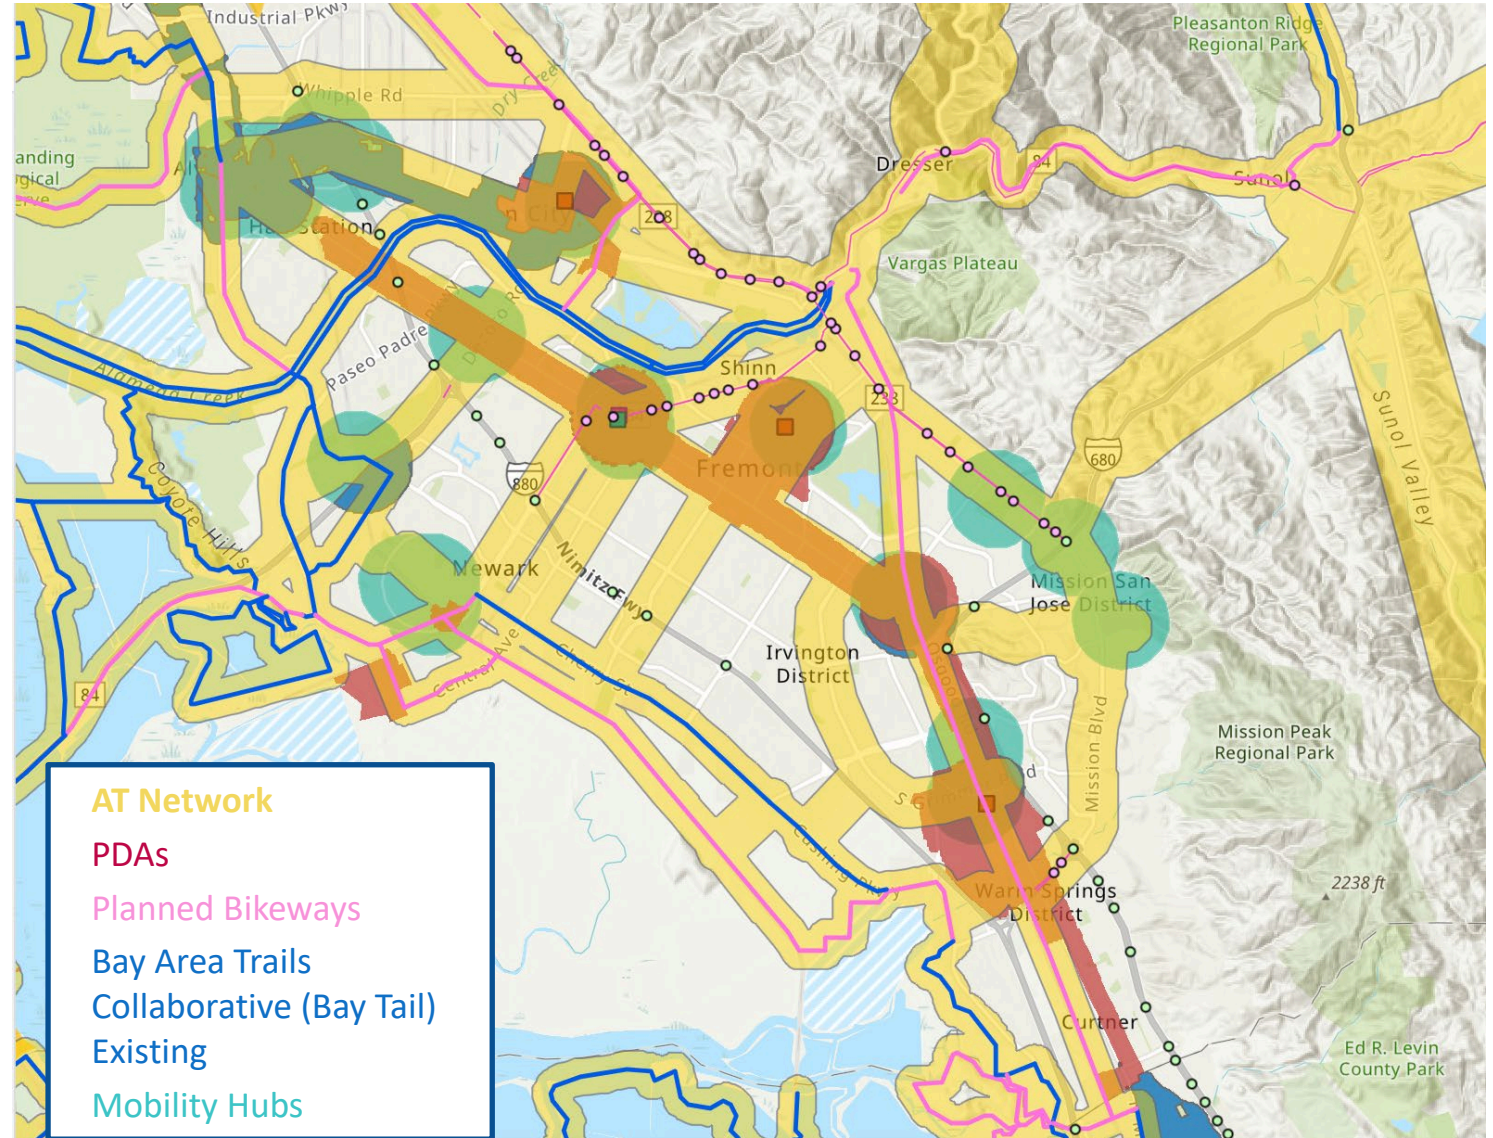 Industrial Pkwy
Pleasanton Ridge
Regional Park
Whipple Rd
Dry Creek
anding
gical
erve
Dresser
84
Sunol
n City
238
Station
Vargas Plateau
Paseo Padre
Shinn
Alameda Creek
238
Sunol Valley
680
Fremont
880
Coyote Hills
Newark
Nimitz Fwy
Mission San
Jose District
Irvington
District
Osgood
Cherry St
Central Ave
84
Mission Blvd
Mission Peak
Regional Park
S Grimm
d
Cushing Pkwy
Warm Springs
District
2238 ft
Curtner
Ed R. Levin
County Park
AT Network
PDAs
Planned Bikeways
Bay Area Trails
Collaborative (Bay Tail)
Existing
Mobility Hubs